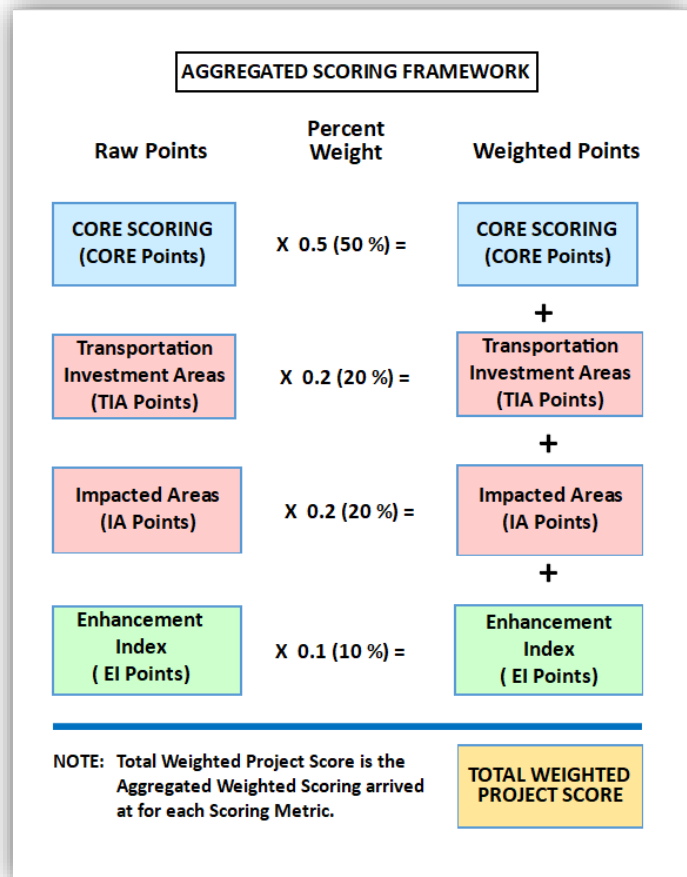 AGGREGATED SCORING FRAMEWORK
Raw Points
Percent
Weight
Weighted Points
CORE SCORING
(CORE Points)
X 0.5 (50 %) =
CORE SCORING
(CORE Points)
+
Transportation
Investment Areas
(TIA Points)
X 0.2 (20 %) =
Transportation
Investment Areas
(TIA Points)
+
Impacted Areas
(IA Points)
X 0.2 (20 %) =
Impacted Areas
(IA Points)
+
Enhancement
Index
( EI Points)
X 0.1 (10 %) =
Enhancement
Index
( EI Points)
NOTE: Total Weighted Project Score is the
Aggregated Weighted Scoring arrived
at for each Scoring Metric.
TOTAL WEIGHTED
PROJECT SCORE